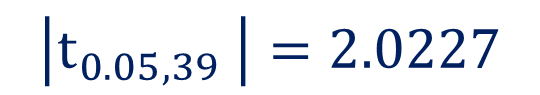 |t₀.₀₅,₃₉ | = 2.0227